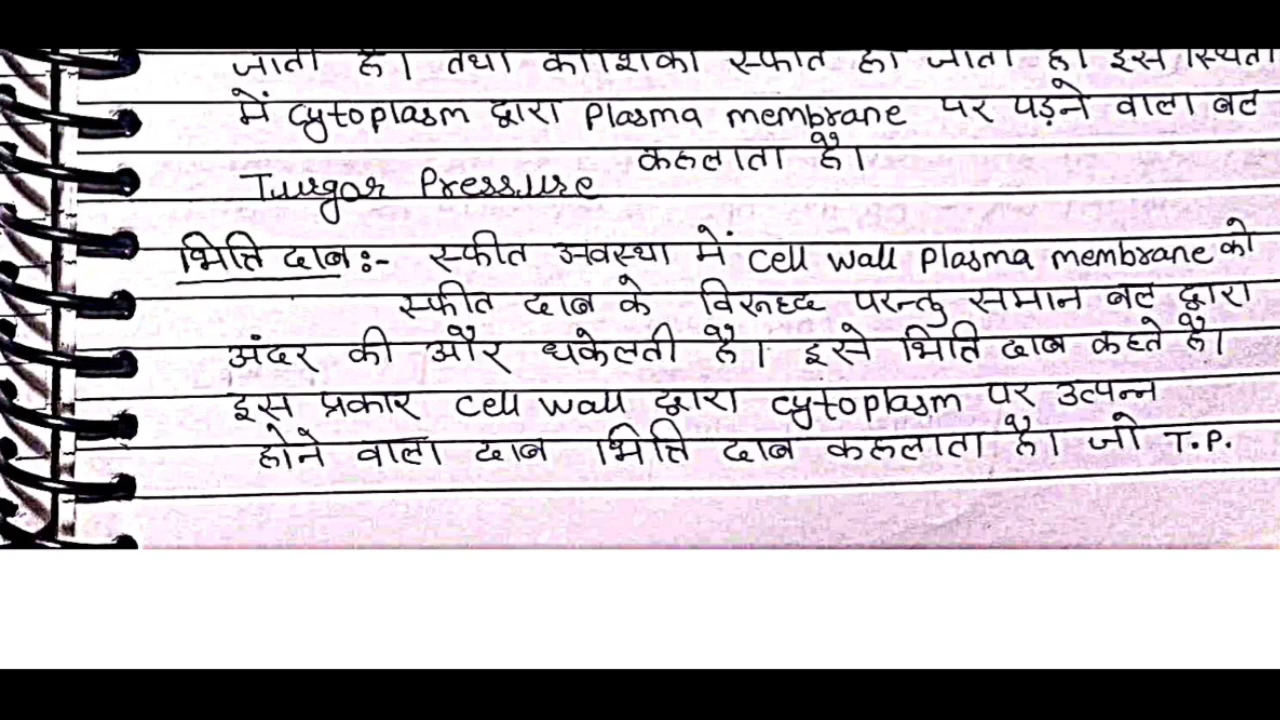 जाती है। तथा कोशिका स्फीत हो जाती है। इस स्थिती
में cytoplasm द्वारा Plasma membrane पर पड़ने वाला बल
कहलाता है।
Turgor Pressure
भित्ति दाब :- स्फीत अवस्था में cell wall Plasma membrane को
स्फीत दाब के विरूध्द परन्तु समान बल द्वारा
अंदर की और धकेलती है। इसे भित्ति दाब कहते है।
इस प्रकार cell wall द्वारा cytoplasm पर उत्पन्न
होने वाला दाब भित्ति दाब कहलाता है। जो T.P.